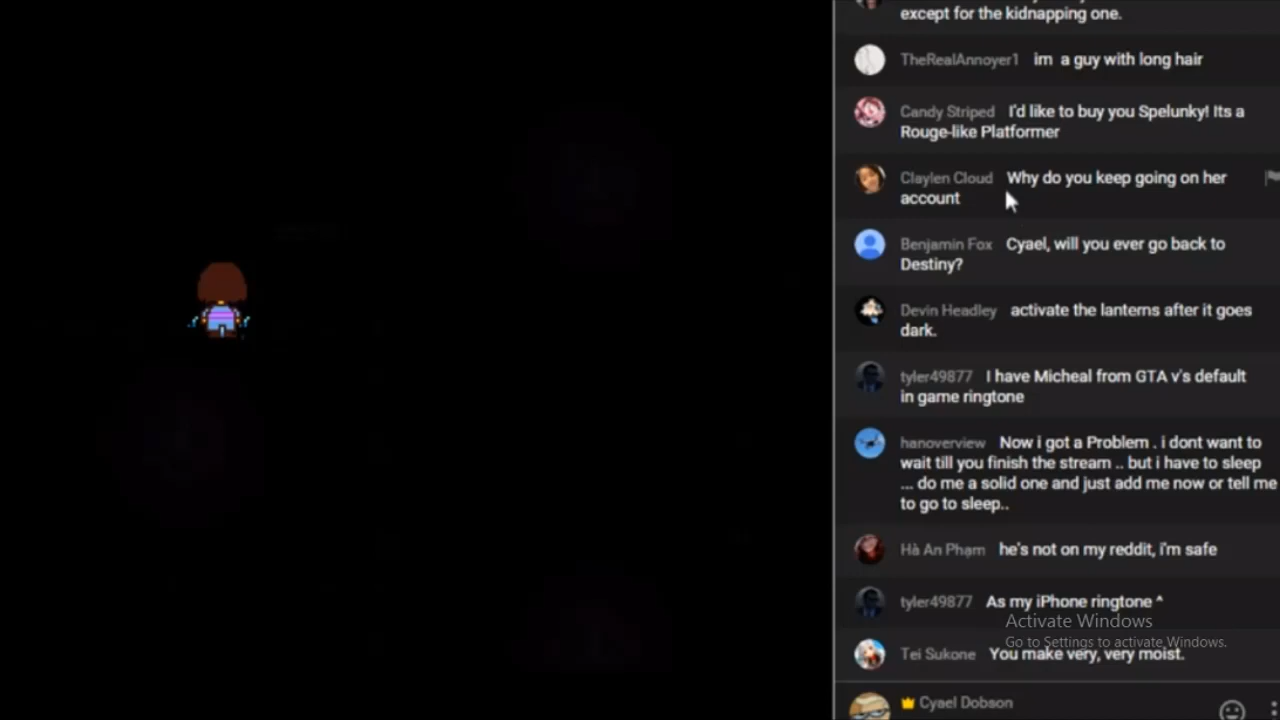 except for the kidnapping one.
TheRealAnnoyer1 im a guy with long hair
Candy Striped I'd like to buy you Spelunky! Its a
Rouge-like Platformer
Claylen Cloud Why do you keep going on her
account
Benjamin Fox Cyael, will you ever go back to
Destiny?
Devin Headley activate the lanterns after it goes
dark.
tyler49877 I have Micheal from GTA v's default
in game ringtone
hanoverview Now i got a Problem . i dont want to
wait till you finish the stream .. but i have to sleep
... do me a solid one and just add me now or tell me
to go to sleep..
Hà An Phạm he's not on my reddit, i'm safe
tyler49877 As my iPhone ringtone ^
Activate Windows
Go to Settings to activate Windows.
Tei Sukone You make very, very moist.
Cyael Dobson